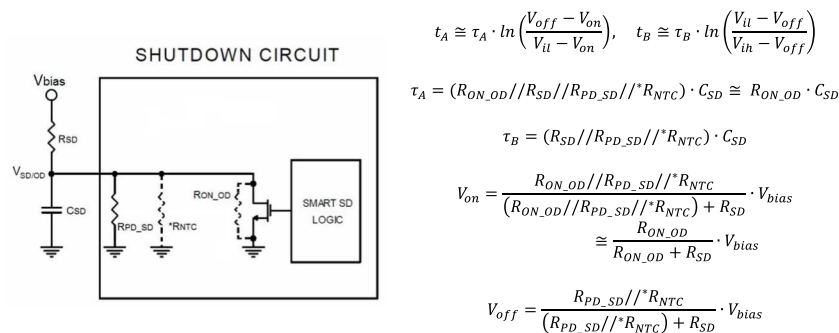 SHUTDOWN CIRCUIT
Vbias
RSD
VSD/OD
CSD
RPD_SD
*RNTC
RON_OD
SMART SD
LOGIC
t_A ≅ τ_A · ln((V_off − V_on)/(V_il − V_on)), t_B ≅ τ_B · ln((V_il − V_off)/(V_ih − V_off))
τ_A = (R_ON_OD//R_SD//R_PD_SD//*R_NTC) · C_SD ≅ R_ON_OD · C_SD
τ_B = (R_SD//R_PD_SD//*R_NTC) · C_SD
V_on = (R_ON_OD//R_PD_SD//*R_NTC)/((R_ON_OD//R_PD_SD//*R_NTC) + R_SD) · V_bias
≅ R_ON_OD/(R_ON_OD + R_SD) · V_bias
V_off = (R_PD_SD//*R_NTC)/((R_PD_SD//*R_NTC) + R_SD) · V_bias